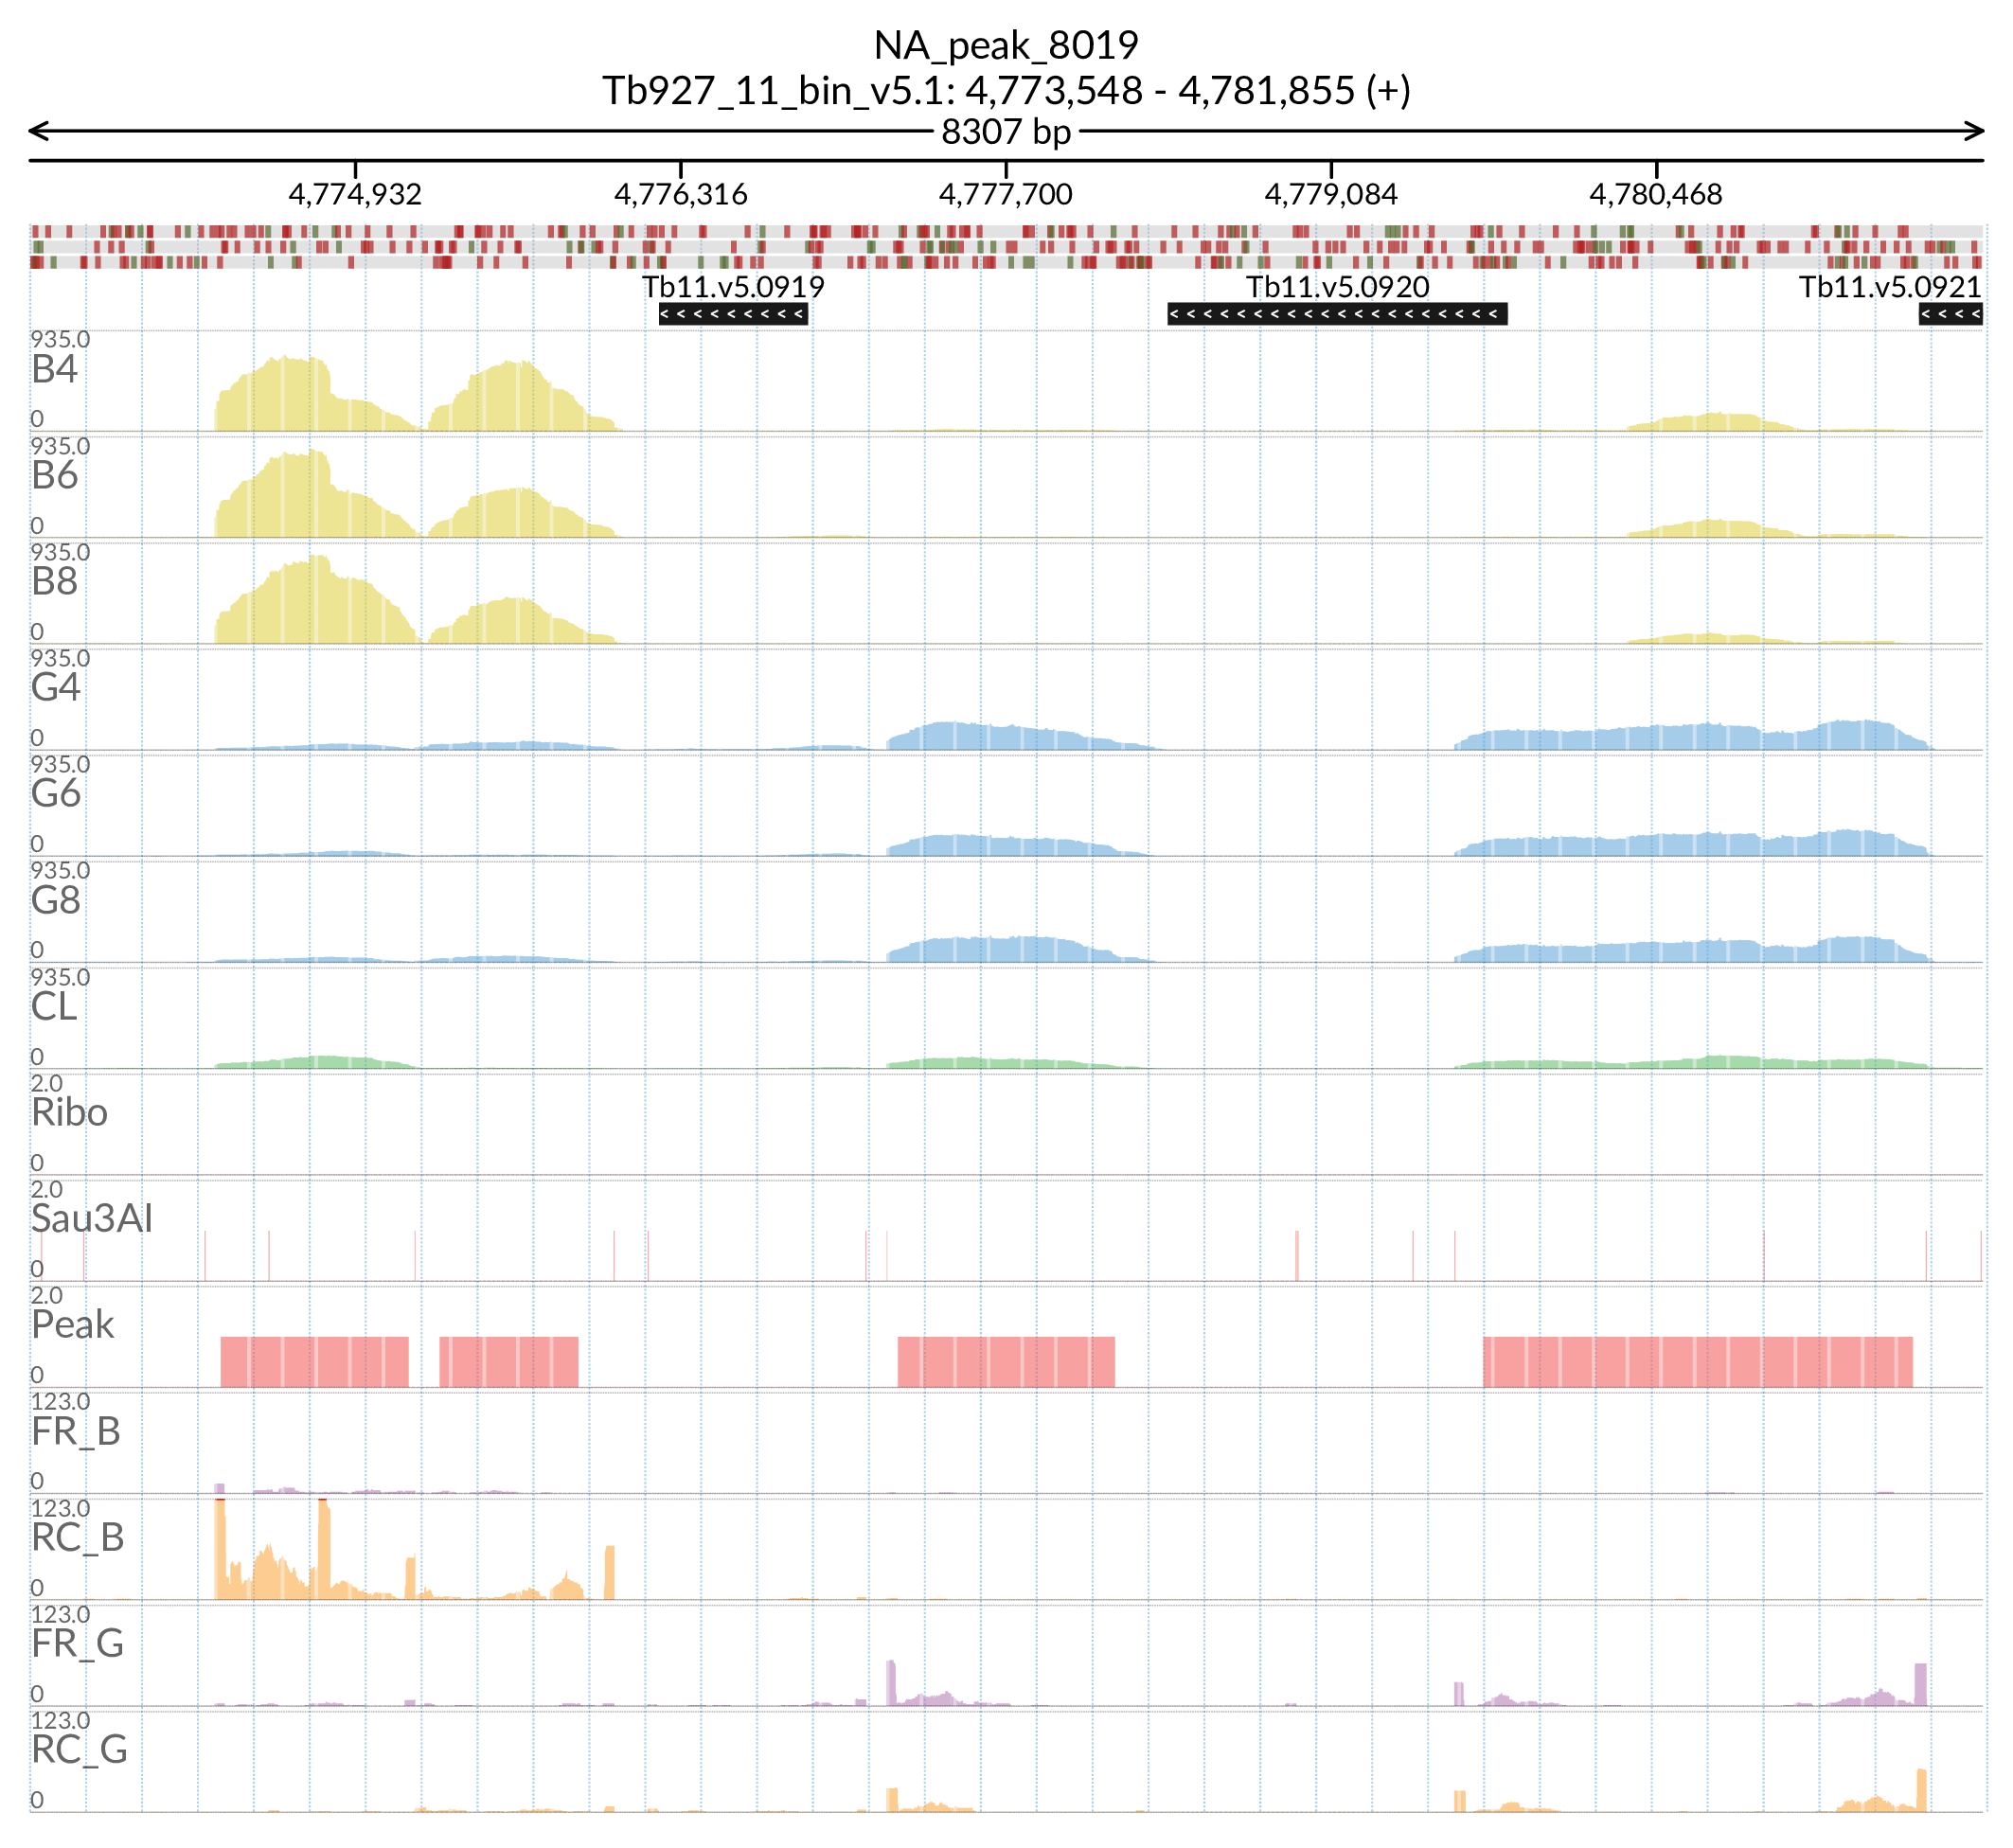 NA_peak_8019
Tb927_11_bin_v5.1: 4,773,548 - 4,781,855 (+)
8307 bp
4,774,932 4,776,316 4,777,700 4,779,084 4,780,468
Tb11.v5.0919 Tb11.v5.0920 Tb11.v5.0921
935.0
B4
0
935.0
B6
0
935.0
B8
0
935.0
G4
0
935.0
G6
0
935.0
G8
0
935.0
CL
0
2.0
Ribo
0
2.0
Sau3AI
0
2.0
Peak
0
123.0
FR_B
0
123.0
RC_B
0
123.0
FR_G
0
123.0
RC_G
0